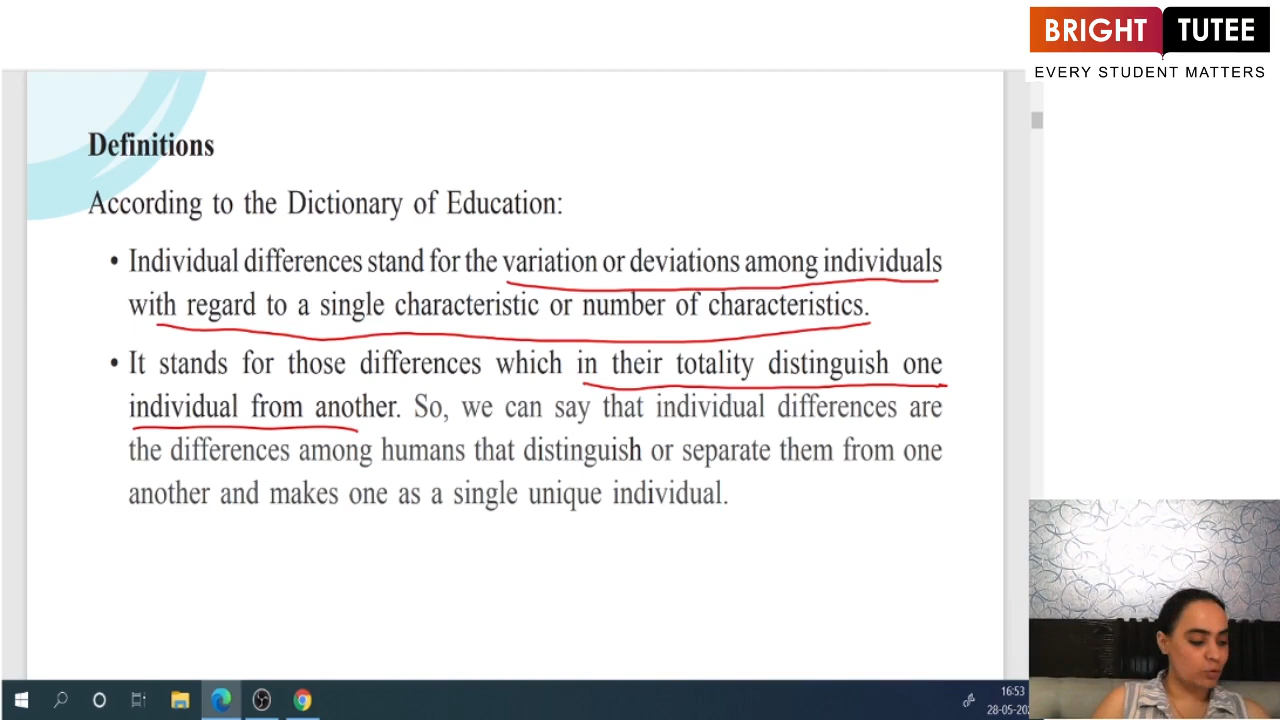 BRIGHT TUTEE
EVERY STUDENT MATTERS
Definitions
According to the Dictionary of Education:
• Individual differences stand for the variation or deviations among individuals
with regard to a single characteristic or number of characteristics.
• It stands for those differences which in their totality distinguish one
individual from another. So, we can say that individual differences are
the differences among humans that distinguish or separate them from one
another and makes one as a single unique individual.
16:53
28-05-20